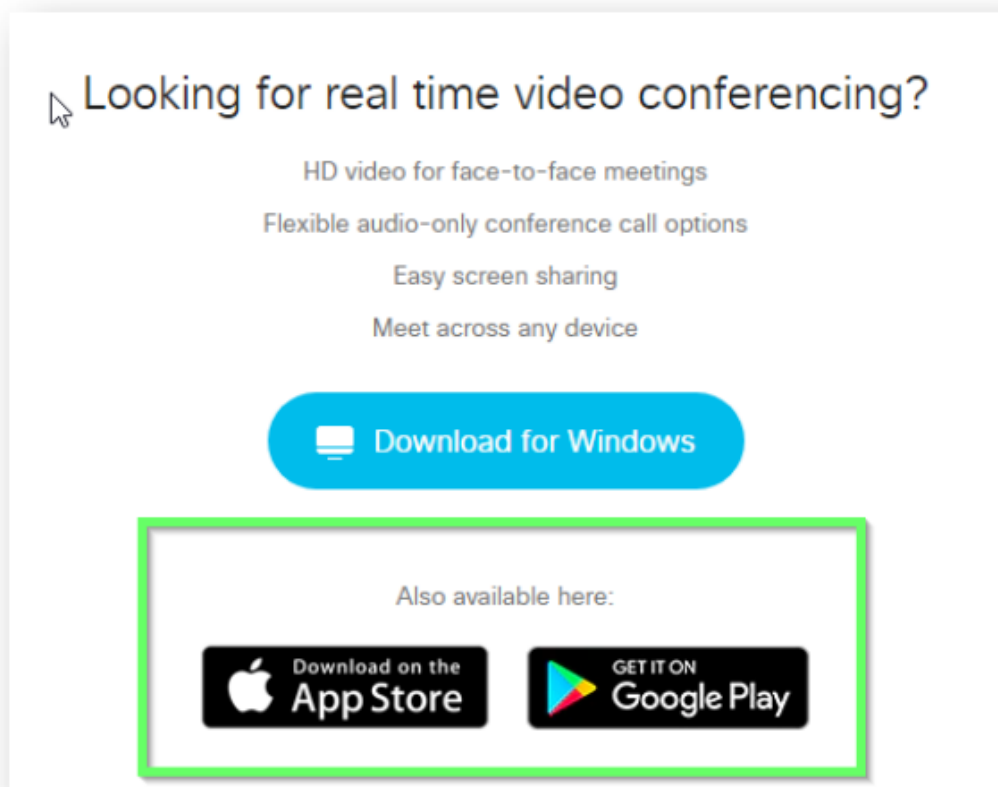 Looking for real time video conferencing?
HD video for face-to-face meetings
Flexible audio-only conference call options
Easy screen sharing
Meet across any device
Download for Windows
Also available here:
Download on the
App Store
GET IT ON
Google Play